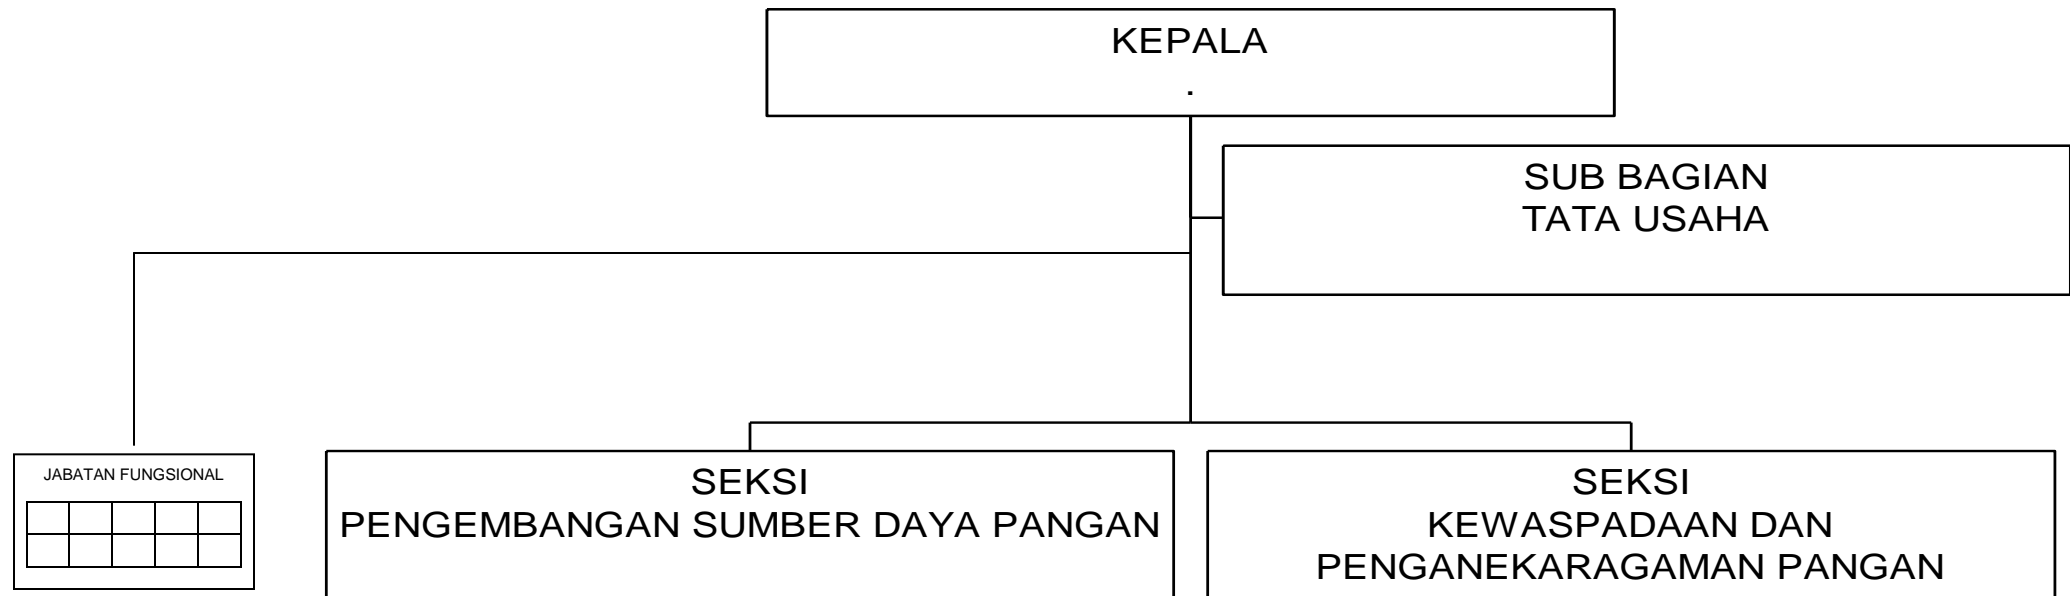 KEPALA
.
SUB BAGIAN
TATA USAHA
JABATAN FUNGSIONAL
SEKSI
PENGEMBANGAN SUMBER DAYA PANGAN
SEKSI
KEWASPADAAN DAN
PENGANEKARAGAMAN PANGAN